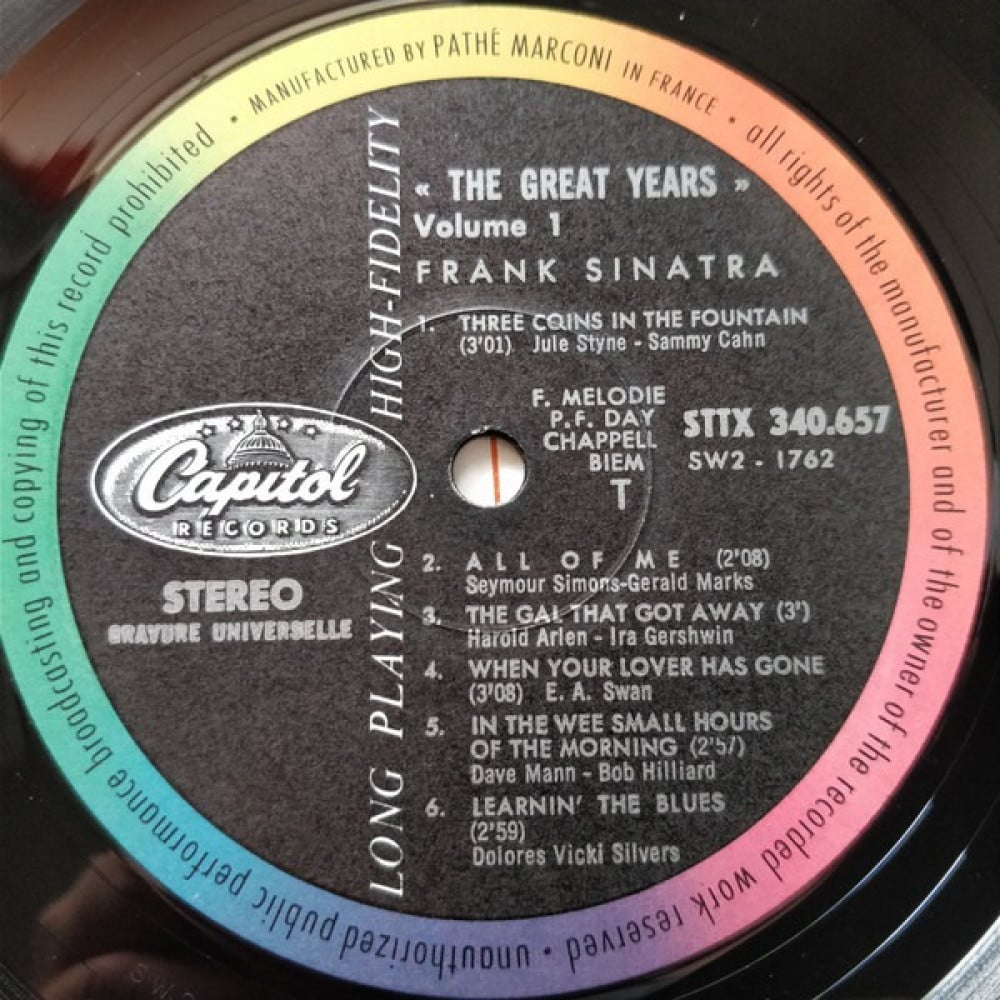 • MANUFACTURED BY PATHÉ MARCONI IN FRANCE •
all rights of the manufacturer and of the owner of the recorded work reserved • unauthorized public performance broadcasting and copying of this record prohibited
LONG PLAYING HIGH-FIDELITY
« THE GREAT YEARS »
Volume 1
FRANK SINATRA
1. THREE COINS IN THE FOUNTAIN
(3'01) Jule Styne - Sammy Cahn
F. MELODIE
P.F. DAY
CHAPPELL
BIEM
T
STTX 340.657
SW2 - 1762
Capitol
RECORDS
STEREO
GRAVURE UNIVERSELLE
2. ALL OF ME (2'08)
Seymour Simons-Gerald Marks
3. THE GAL THAT GOT AWAY (3')
Harold Arlen - Ira Gershwin
4. WHEN YOUR LOVER HAS GONE
(3'08) E. A. Swan
5. IN THE WEE SMALL HOURS
OF THE MORNING (2'57)
Dave Mann - Bob Hilliard
6. LEARNIN' THE BLUES
(2'59)
Dolores Vicki Silvers